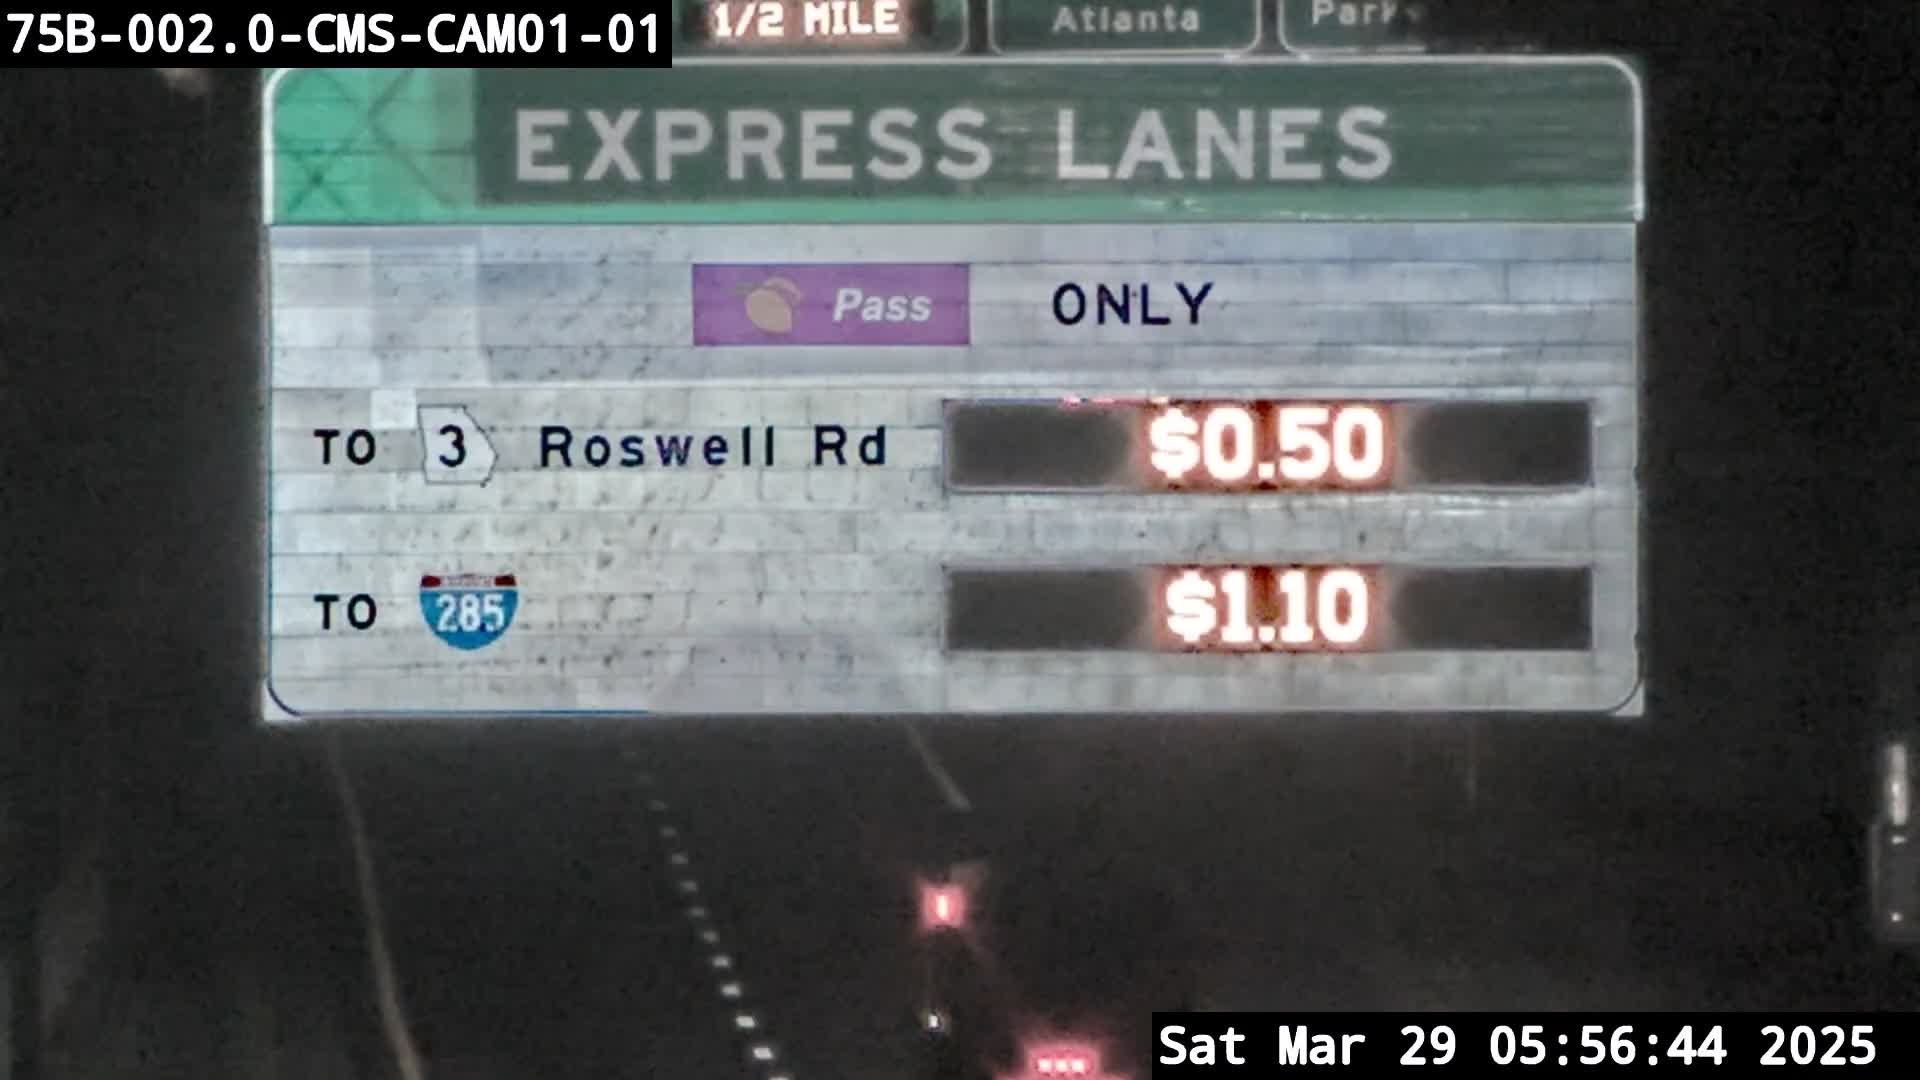 75B-002.0-CMS-CAM01-01
1/2 MILE
Atlanta
EXPRESS LANES
Pass ONLY
TO 3 Roswell Rd $0.50
TO 285 $1.10
Sat Mar 29 05:56:44 2025